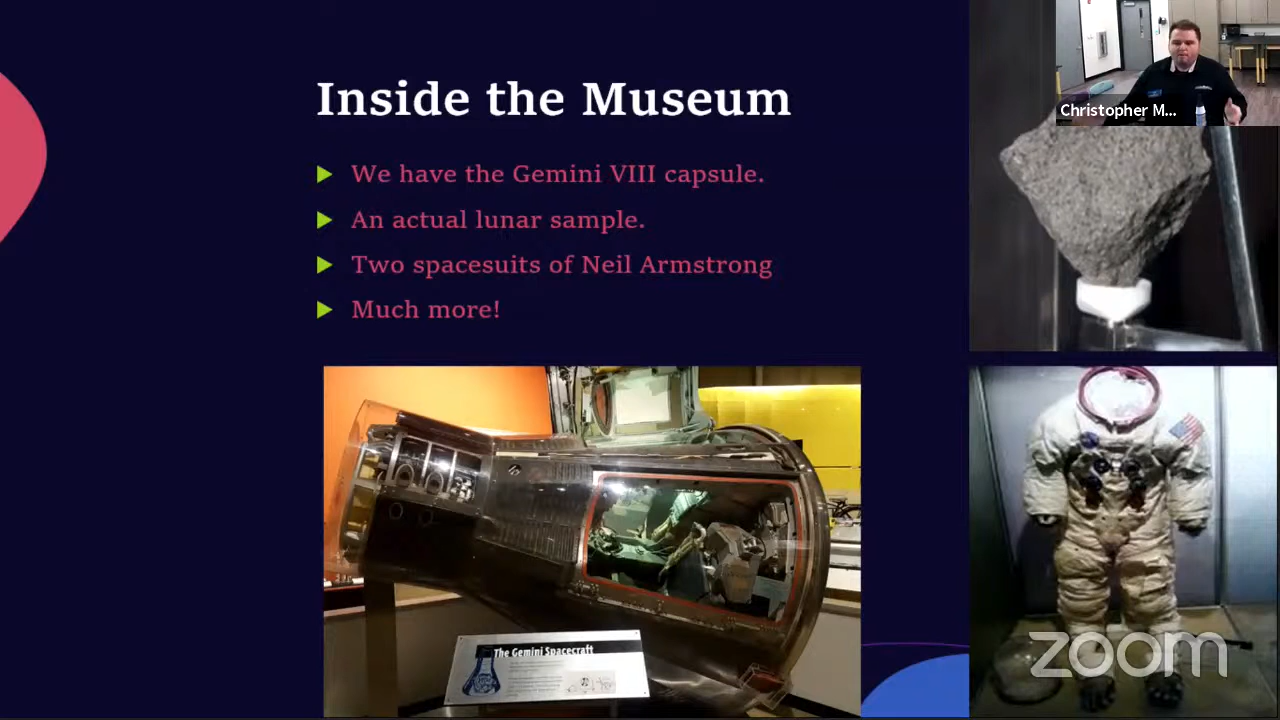 Inside the Museum
We have the Gemini VIII capsule.
An actual lunar sample.
Two spacesuits of Neil Armstrong
Much more!
Christopher M...
The Gemini Spacecraft
zoom